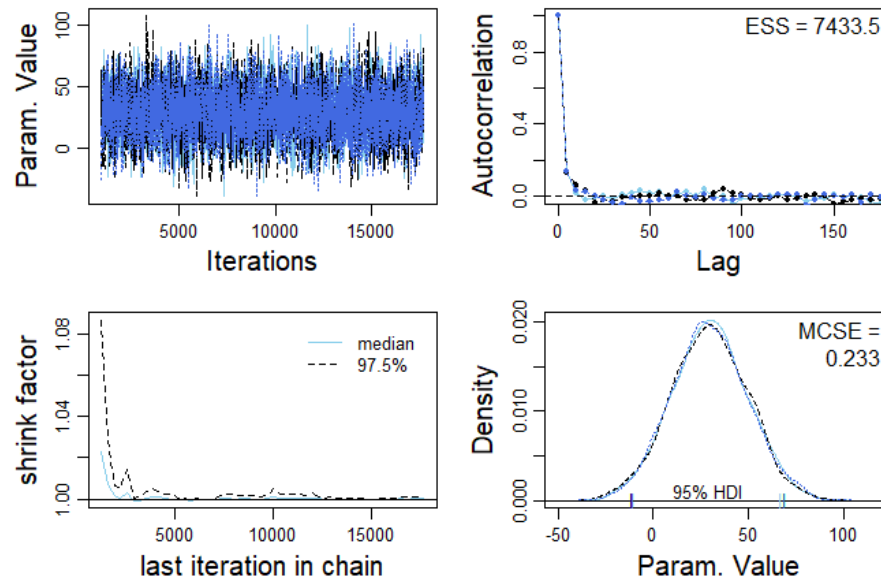 Param. Value
100
50
0
5000 10000 15000
Iterations
Autocorrelation
0.8
0.4
0.0
ESS = 7433.5
0 50 100 150
Lag
shrink factor
1.08
1.04
1.00
median
97.5%
5000 10000 15000
last iteration in chain
Density
0.020
0.010
0.000
MCSE =
0.233
95% HDI
-50 0 50 100
Param. Value